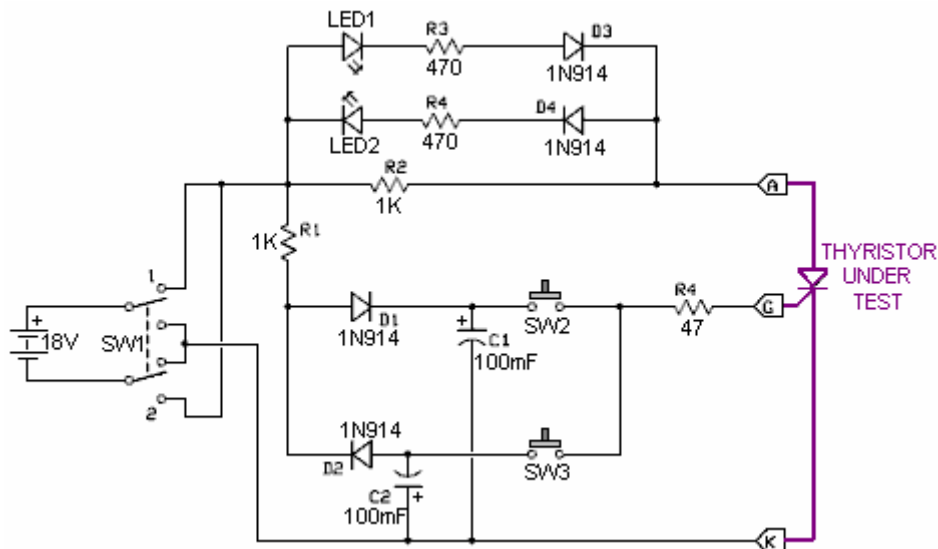 LED1
R3
470
D3
1N914
LED2
R4
470
D4
1N914
R2
1K
A
1K
R1
THYRISTOR
UNDER
TEST
1
+
18V
SW1
2
D1
1N914
+
C1
100mF
SW2
R4
47
G
1N914
D2
C2
+
100mF
SW3
K